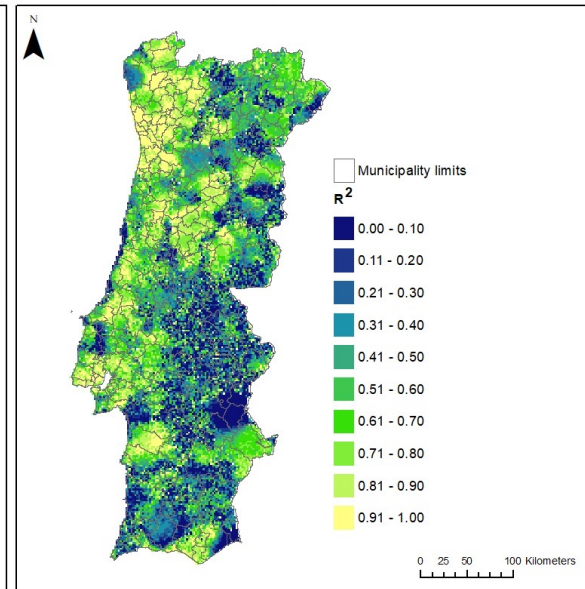 N
Municipality limits
R²
0.00 - 0.10
0.11 - 0.20
0.21 - 0.30
0.31 - 0.40
0.41 - 0.50
0.51 - 0.60
0.61 - 0.70
0.71 - 0.80
0.81 - 0.90
0.91 - 1.00
0 25 50 100 Kilometers